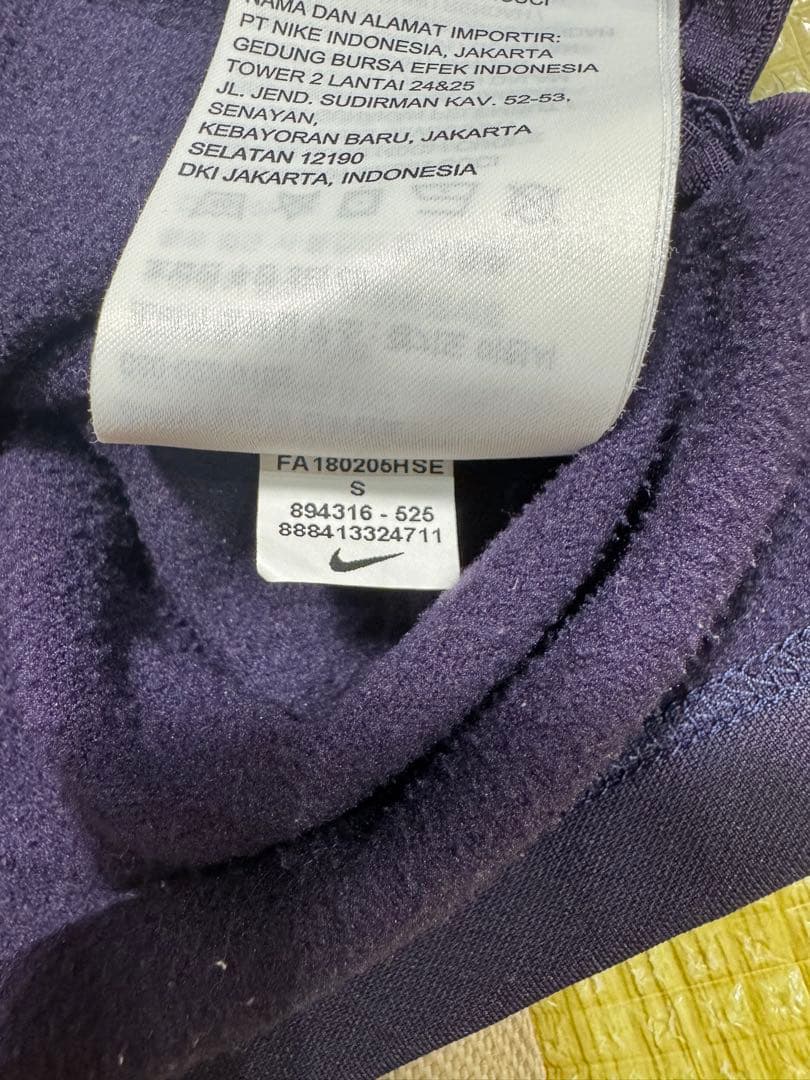 NAMA DAN ALAMAT IMPORTIR:
PT NIKE INDONESIA, JAKARTA
GEDUNG BURSA EFEK INDONESIA
TOWER 2 LANTAI 24&25
JL. JEND. SUDIRMAN KAV. 52-53,
SENAYAN,
KEBAYORAN BARU, JAKARTA
SELATAN 12190
DKI JAKARTA, INDONESIA
FA180205HSE
S
894316 - 525
888413324711